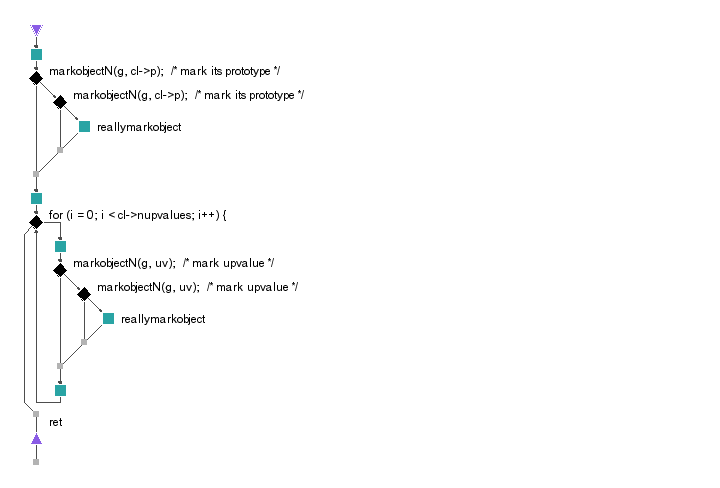 markobjectN(g, cl->p);  /* mark its prototype */
markobjectN(g, cl->p);  /* mark its prototype */
reallymarkobject
for (i = 0; i < cl->nupvalues; i++) {
markobjectN(g, uv);  /* mark upvalue */
markobjectN(g, uv);  /* mark upvalue */
reallymarkobject
ret